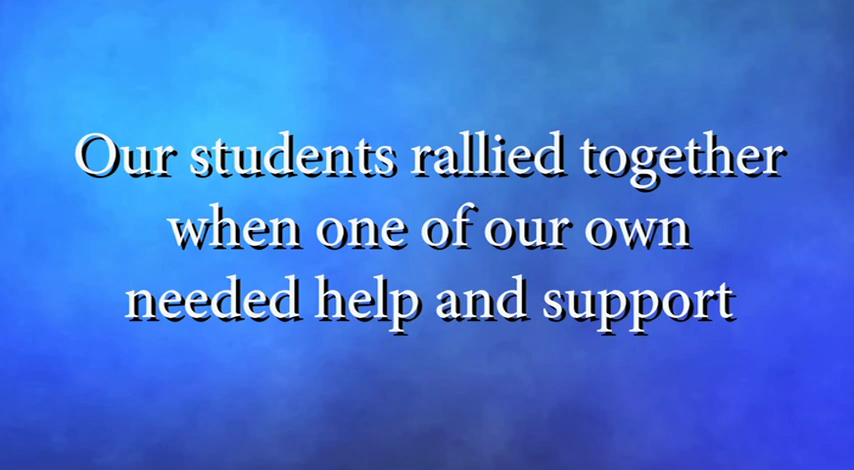 Our students rallied together
when one of our own
needed help and support